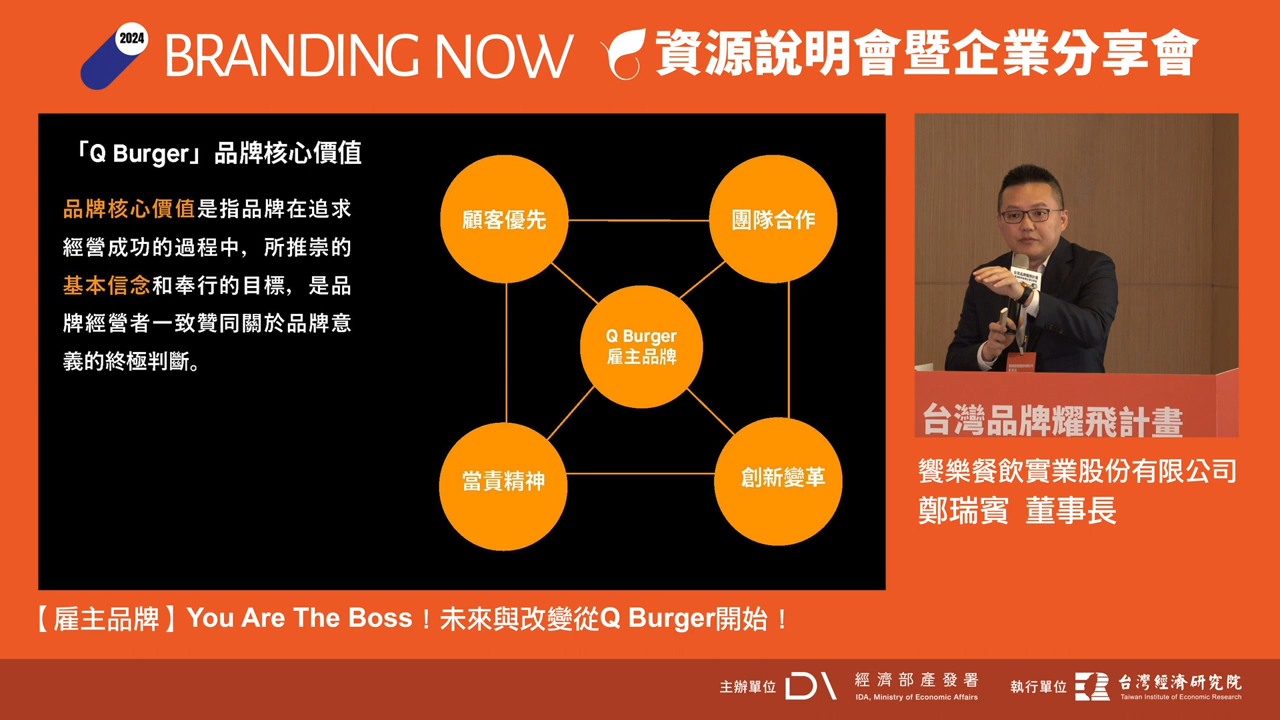 2024
BRANDING NOW
資源說明會暨企業分享會
「Q Burger」品牌核心價值
品牌核心價值是指品牌在追求
經營成功的過程中，所推崇的
基本信念和奉行的目標，是品
牌經營者一致贊同關於品牌意
義的終極判斷。
顧客優先
團隊合作
Q Burger
雇主品牌
當責精神
創新變革
台灣品牌耀飛計畫
饗樂餐飲實業股份有限公司
鄭瑞賓 董事長
【雇主品牌】You Are The Boss！未來與改變從Q Burger開始！
主辦單位
經濟部產發署
IDA, Ministry of Economic Affairs
執行單位
台灣經濟研究院
Taiwan Institute of Economic Research